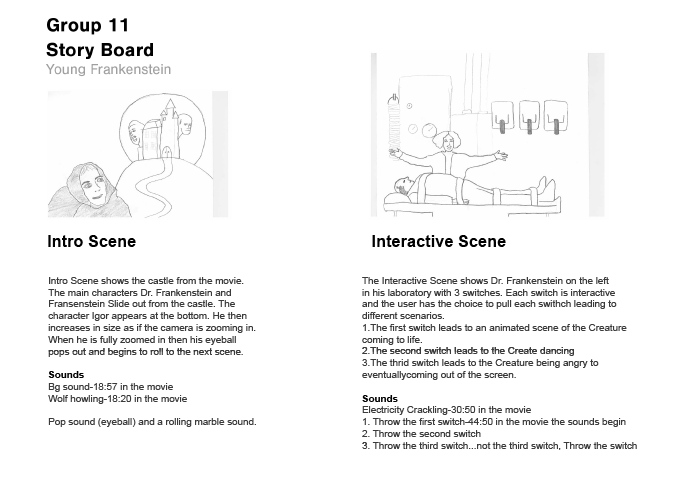 Group 11
Story Board
Young Frankenstein
Intro Scene
Intro Scene shows the castle from the movie.
The main characters Dr. Frankenstein and
Fransenstein Slide out from the castle. The
character Igor appears at the bottom. He then
increases in size as if the camera is zooming in.
When he is fully zoomed in then his eyeball
pops out and begins to roll to the next scene.
Sounds
Bg sound-18:57 in the movie
Wolf howling-18:20 in the movie
Pop sound (eyeball) and a rolling marble sound.
Interactive Scene
The Interactive Scene shows Dr. Frankenstein on the left
in his laboratory with 3 switches. Each switch is interactive
and the user has the choice to pull each swithch leading to
different scenarios.
1.The first switch leads to an animated scene of the Creature
coming to life.
2.The second switch leads to the Create dancing
3.The thrid switch leads to the Creature being angry to
eventuallycoming out of the screen.
Sounds
Electricity Crackling-30:50 in the movie
1. Throw the first switch-44:50 in the movie the sounds begin
2. Throw the second switch
3. Throw the third switch...not the third switch, Throw the switch